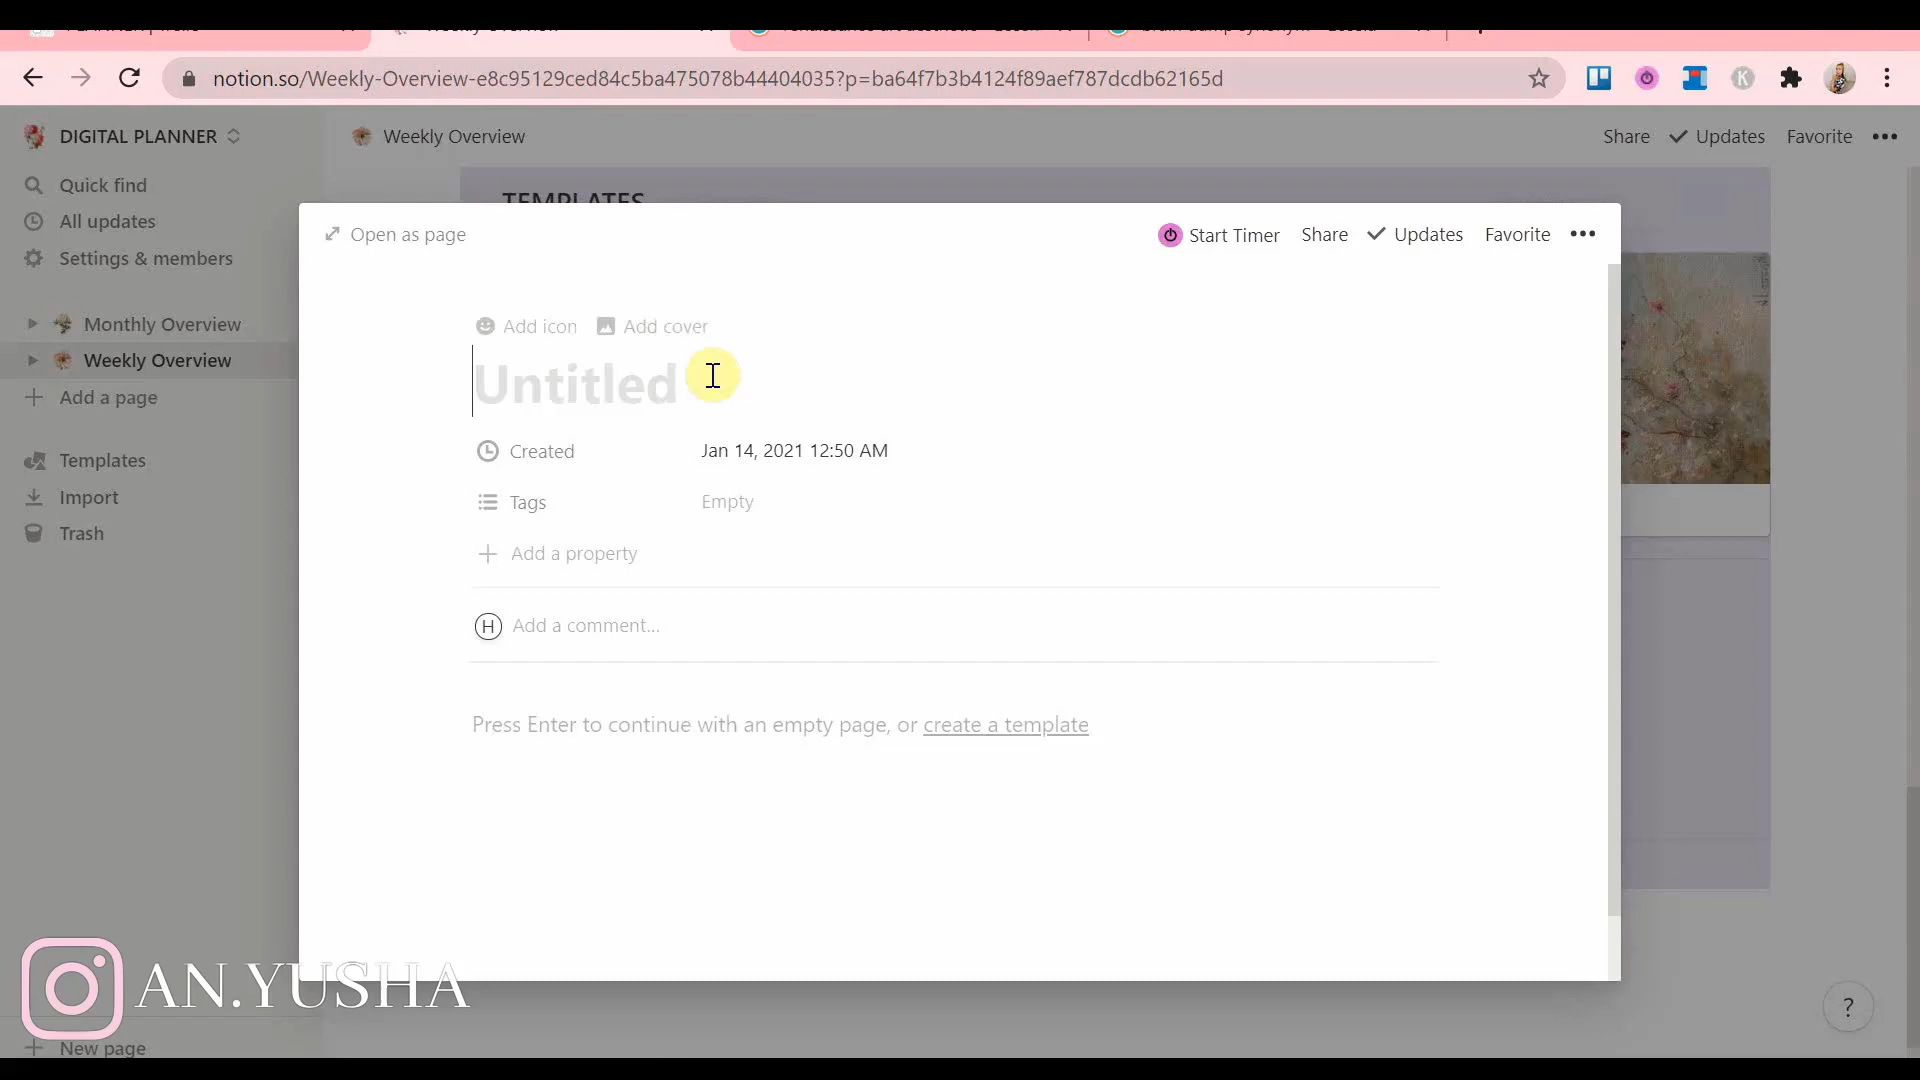 notion.so/Weekly-Overview-e8c95129ced84c5ba475078b44404035?p=ba64f7b3b4124f89aef787dcdb62165d
K
DIGITAL PLANNER
Weekly Overview
Share
Updates
Favorite
Quick find
All updates
Settings & members
Monthly Overview
Weekly Overview
Add a page
Templates
Import
Trash
New page
TEMPLATES
Open as page
Start Timer
Share
Updates
Favorite
Add icon
Add cover
Untitled
Created
Jan 14, 2021 12:50 AM
Tags
Empty
Add a property
H
Add a comment...
Press Enter to continue with an empty page, or create a template
AN.YUSHA
?